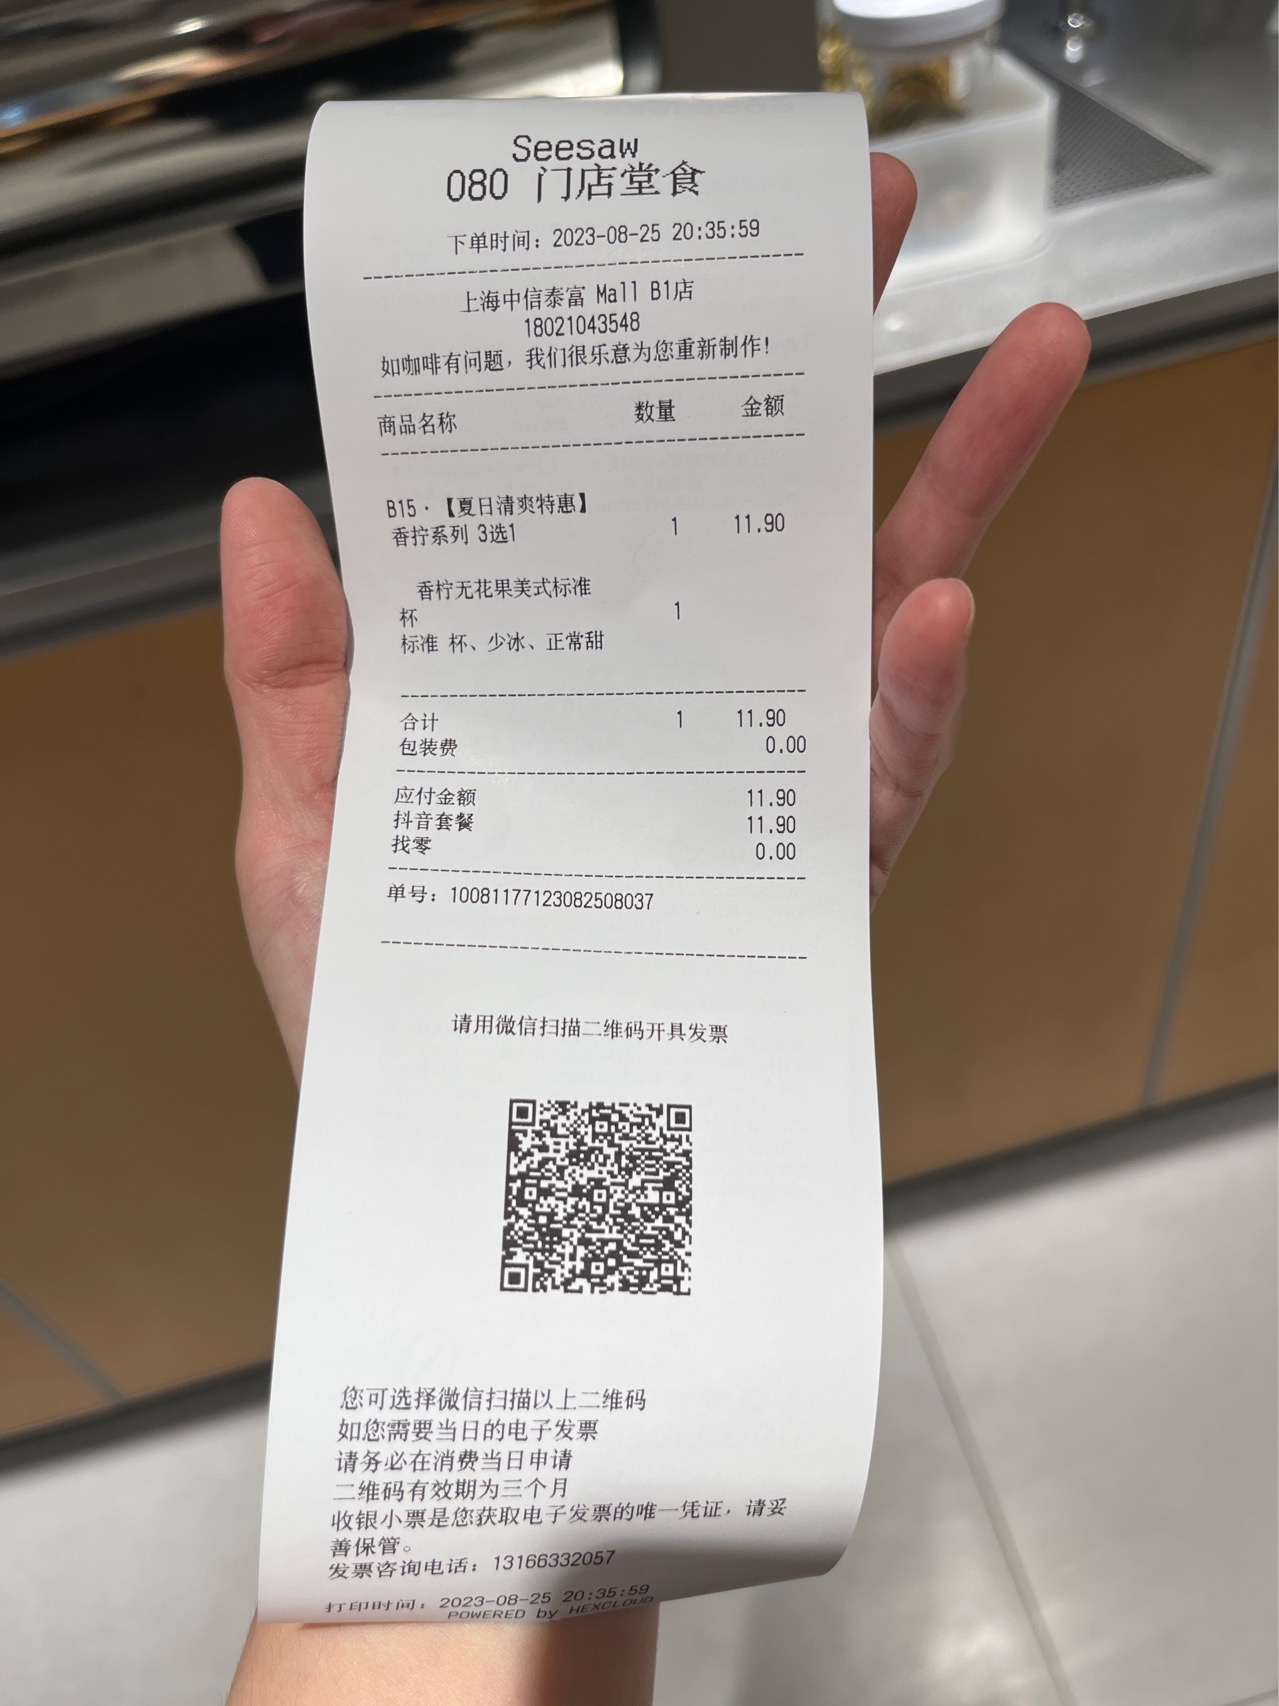 Seesaw
080 门店堂食
下单时间：2023-08-25 20:35:59
上海中信泰富 Mall B1店
18021043548
如咖啡有问题，我们很乐意为您重新制作！
商品名称 数量 金额
B15·【夏日清爽特惠】
香拧系列 3选1 1 11.90
香柠无花果美式标准
杯 1
标准 杯、少冰、正常甜
合计 1 11.90
包装费 0.00
应付金额 11.90
抖音套餐 11.90
找零 0.00
单号：10081177123082508037
请用微信扫描二维码开具发票
您可选择微信扫描以上二维码
如您需要当日的电子发票
请务必在消费当日申请
二维码有效期为三个月
收银小票是您获取电子发票的唯一凭证，请妥
善保管。
发票咨询电话：13166332057
打印时间：2023-08-25 20:35:59
POWERED by HEXCLOUD